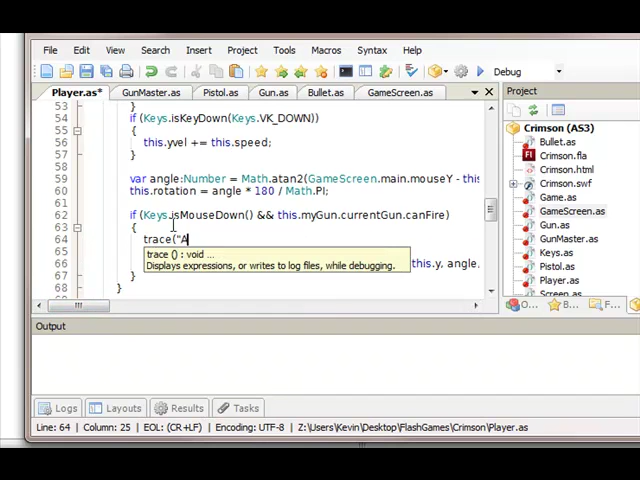 File Edit View Search Insert Project Tools Macros Syntax Help
Debug
Player.as* GunMaster.as Pistol.as Gun.as Bullet.as GameScreen.as
Project
53 }
54 if (Keys.isKeyDown(Keys.VK_DOWN))
55 {
56 this.yvel += this.speed;
57 }
58
59 var angle:Number = Math.atan2(GameScreen.main.mouseY - this
60 this.rotation = angle * 180 / Math.PI;
61
62 if (Keys.isMouseDown() && this.myGun.currentGun.canFire)
63 {
64 trace("A
trace () : void ...
Displays expressions, or writes to log files, while debugging.
this.y, angle,
67 }
68 }
Crimson (AS3)
Bullet.as
Crimson.fla
Crimson.html
Crimson.swf
Game.as
GameScreen.as
Gun.as
GunMaster.as
Keys.as
Pistol.as
Player.as
Screen.as
O... B... F...
Output
Logs Layouts Results Tasks
Line: 64 Column: 25 EOL: (CR+LF) Encoding: UTF-8 Z:\Users\Kevin\Desktop\FlashGames\Crimson\Player.as